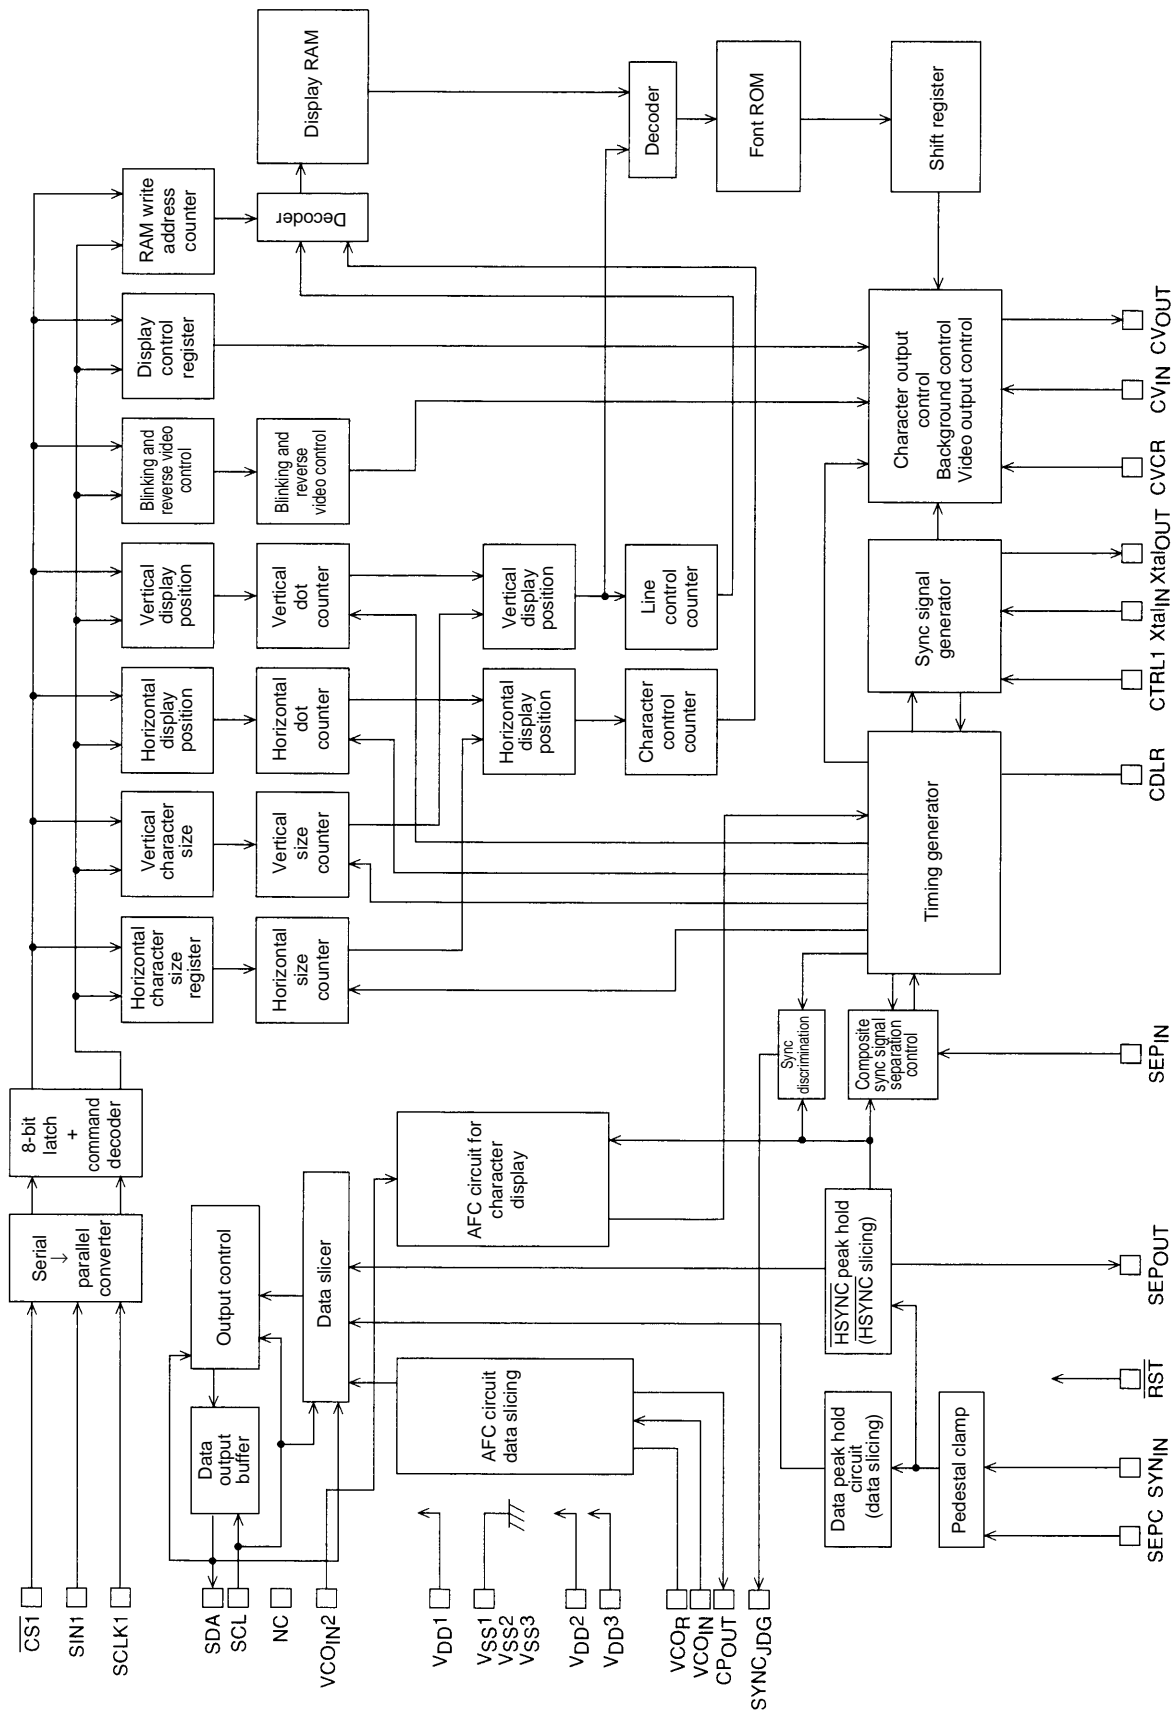 CS1
SIN1
SCLK1
SDA
SCL
NC
VCOIN2
VDD1
VSS1
VSS2
VSS3
VDD2
VDD3
VCOR
VCOIN
CPOUT
SYNCJDG
Serial
↓
parallel
converter
8-bit
latch
+
command
decoder
Horizontal
character
size
register
Vertical
character
size
Horizontal
display
position
Vertical
display
position
Blinking and
reverse video
control
Display
control
register
RAM write
address
counter
Horizontal
size
counter
Vertical
size
counter
Horizontal
dot
counter
Vertical
dot
counter
Blinking and
reverse
video control
Decoder
Display RAM
Data
output
buffer
Output control
Data slicer
AFC circuit
data slicing
AFC circuit for
character
display
Horizontal
display
position
Vertical
display
position
Character
control
counter
Line
control
counter
Decoder
Font ROM
Shift register
Sync
discrimination
Data peak hold
circuit
(data slicing)
HSYNC peak hold
(HSYNC slicing)
Composite
sync signal
separation
control
Timing generator
Sync signal
generator
Character output
control
Background control
Video output control
Pedestal clamp
SEPC
SYNIN
RST
SEPOUT
SEPIN
CDLR
CTRL1
XtalIN
XtalOUT
CVCR
CVIN
CVOUT